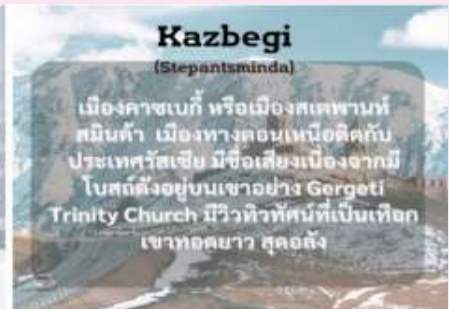 Kazbegi
(Stepantsminda)
เมืองคาซเบกี้ หรือเมืองสเตพานท์
สมินด้า เมืองทางตอนเหนือติดกับ
ประเทศรัสเซีย มีชื่อเสียงเนื่องจากมี
โบสถ์ดังอยู่บนเขาอย่าง Gergeti
Trinity Church มีวิวทิวทัศน์ที่เป็นเทือก
เขาทอดยาว สุดอลัง